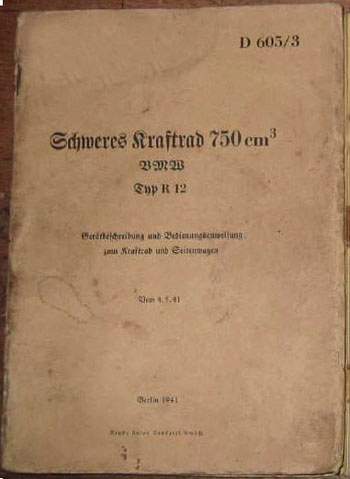 D 605/3
Schweres Kraftrad 750 cm³
BMW
Typ R 12
Gerätbeschreibung und Bedienungsanweisung
zum Kraftrad und Seitenwagen
Vom 4. 5. 41
Berlin 1941